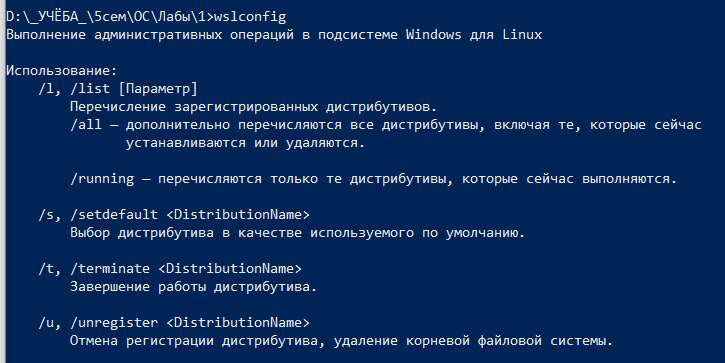 D:\_УЧЁБА_\5сем\ОС\Лабы\1>wslconfig
Выполнение административных операций в подсистеме Windows для Linux
Использование:
/l, /list [Параметр]
Перечисление зарегистрированных дистрибутивов.
/all — дополнительно перечисляются все дистрибутивы, включая те, которые сейчас
устанавливаются или удаляются.
/running — перечисляются только те дистрибутивы, которые сейчас выполняются.
/s, /setdefault <DistributionName>
Выбор дистрибутива в качестве используемого по умолчанию.
/t, /terminate <DistributionName>
Завершение работы дистрибутива.
/u, /unregister <DistributionName>
Отмена регистрации дистрибутива, удаление корневой файловой системы.